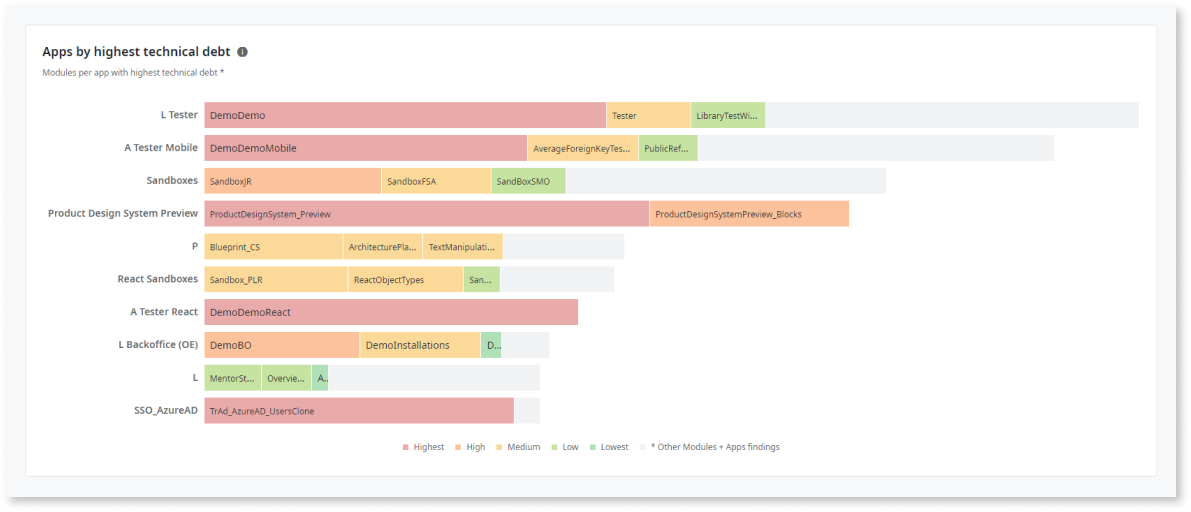 Apps by highest technical debt
Modules per app with highest technical debt *
L Tester DemoDemo Tester LibraryTestWi...
A Tester Mobile DemoDemoMobile AverageForeignKeyTes... PublicRef...
Sandboxes SandboxJR SandboxFSA SandBoxSMO
Product Design System Preview ProductDesignSystem_Preview ProductDesignSystemPreview_Blocks
P Blueprint_CS ArchitecturePla... TextManipulati...
React Sandboxes Sandbox_PLR ReactObjectTypes San...
A Tester React DemoDemoReact
L Backoffice (OE) DemoBO DemoInstallations D...
L MentorSt... Overvie... A..
SSO_AzureAD TrAd_AzureAD_UsersClone
Highest High Medium Low Lowest * Other Modules + Apps findings